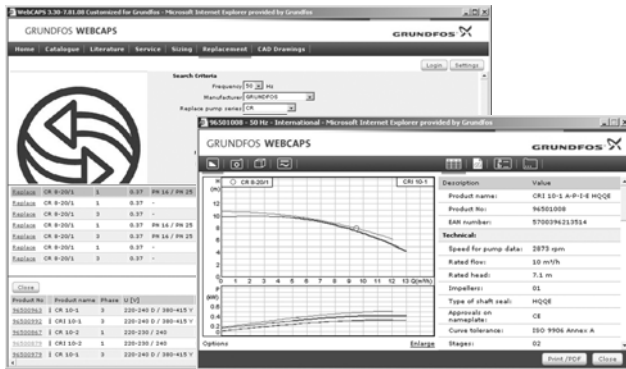 WebCAPS 3.30-7.01.00 Customized for Grundfos - Microsoft Internet Explorer provided by Grundfos
GRUNDFOS WEBCAPS
GRUNDFOS
Home Catalogue Literature Service Sizing Replacement CAD Drawings
Login Settings
Search Criteria
Frequency 50 Hz
Manufacturer GRUNDFOS
Replace pump series CR
Replace CR 8-20/1 1 0.37 PN 16 / PN 25
Replace CR 8-20/1 1 0.37 -
Replace CR 8-20/1 3 0.37 -
Replace CR 8-20/1 3 0.37 PN 16 / PN 25
Replace CR 8-20/1 1 0.37 PN 16 / PN 25
Replace CR 8-20/1 1 0.37 -
Replace CR 8-20/1 3 0.37 -
Close
Product No Product name Phase U [V]
96500963 CR 10-1 3 220-240 D / 380-415 Y
96500992 CRI 10-1 3 220-240 D / 380-415 Y
96500867 CR 10-2 1 220-230 / 240
96500879 CRI 10-2 1 220-230 / 240
96500979 CR 10-1 3 220-240 D / 380-415 Y
96501008 - 50 Hz - International - Microsoft Internet Explorer provided by Grundfos
GRUNDFOS WEBCAPS
GRUNDFOS
H
(m)
CR 8-20/1
CRI 10-1
12
10
8
6
4
2
0
0 1 2 3 4 5 6 7 8 9 10 11 12 13 Q(m³/h)
P
(kW)
0.6
0.4
0.2
0
Options
Enlarge
Description Value
Product name: CRI 10-1 A-P-I-E HQQE
Product No: 96501008
EAN number: 5700396213514
Technical:
Speed for pump data: 2873 rpm
Rated flow: 10 m³/h
Rated head: 7.1 m
Impellers: 01
Type of shaft seal: HQQE
Approvals on nameplate: CE
Curve tolerance: ISO 9906 Annex A
Stages: 02
Print /PDF Close